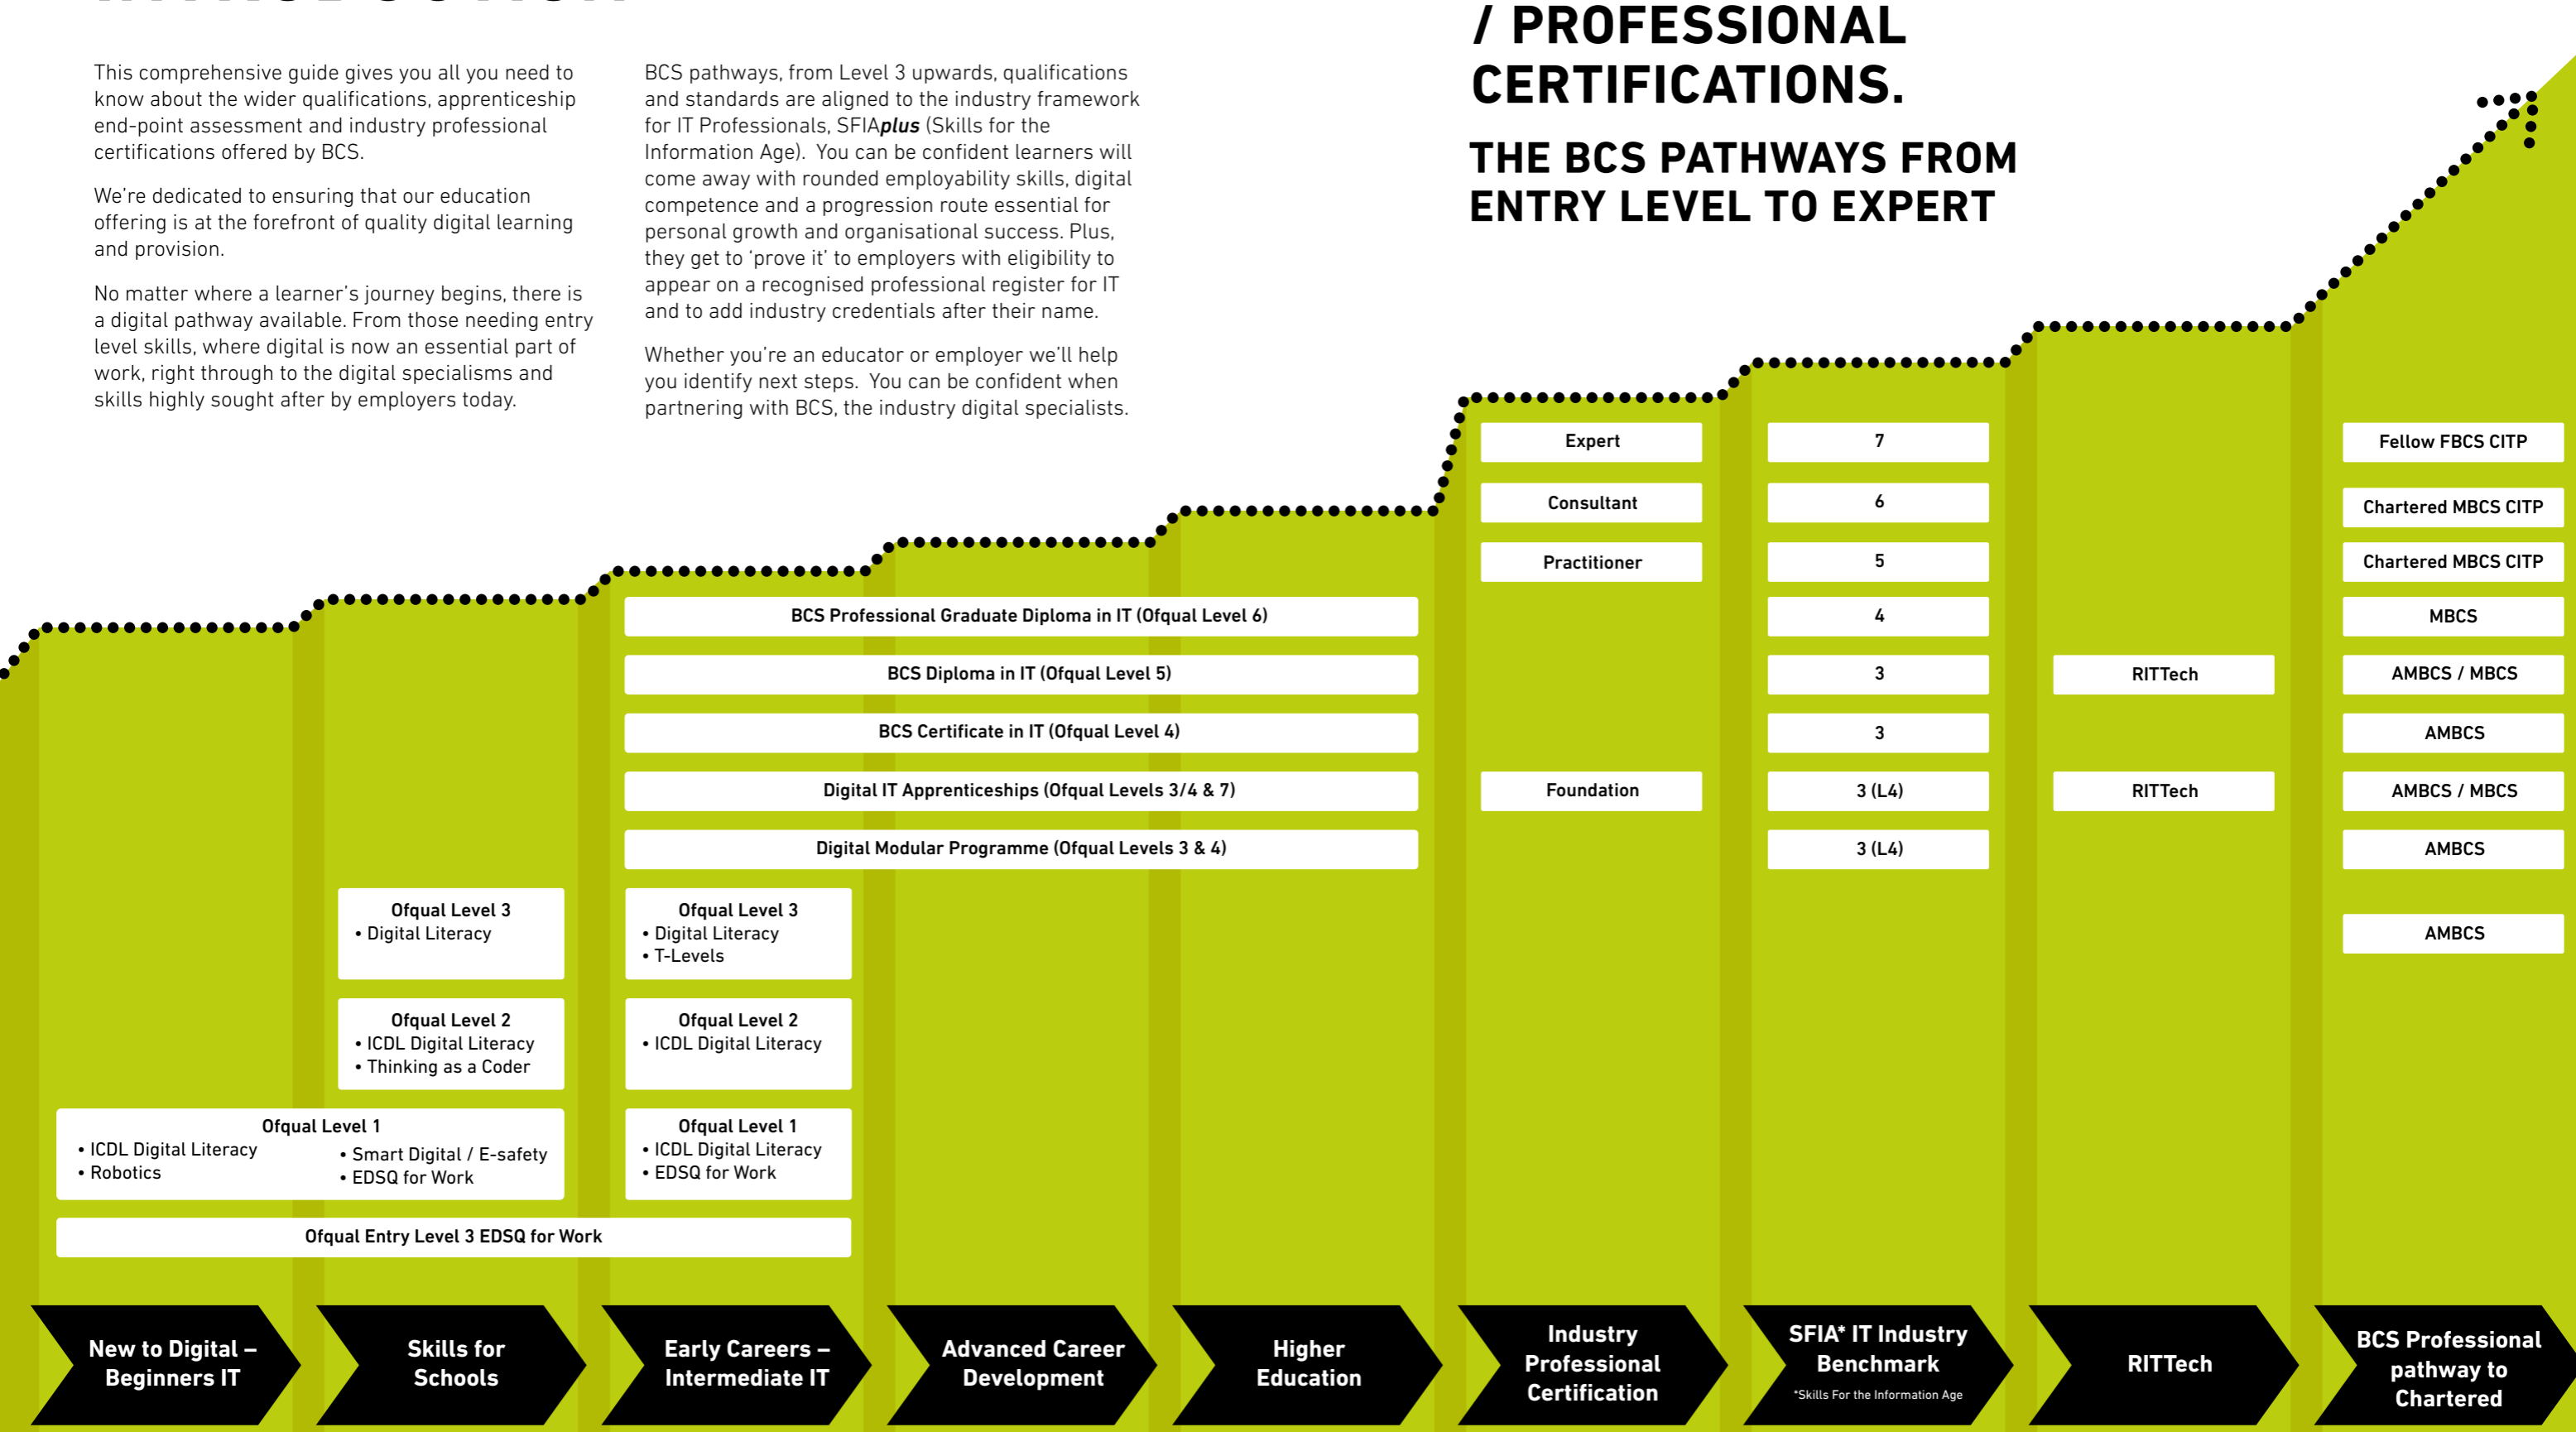 This comprehensive guide gives you all you need to
know about the wider qualifications, apprenticeship
end-point assessment and industry professional
certifications offered by BCS.
We're dedicated to ensuring that our education
offering is at the forefront of quality digital learning
and provision.
No matter where a learner's journey begins, there is
a digital pathway available. From those needing entry
level skills, where digital is now an essential part of
work, right through to the digital specialisms and
skills highly sought after by employers today.
BCS pathways, from Level 3 upwards, qualifications
and standards are aligned to the industry framework
for IT Professionals, SFIAplus (Skills for the
Information Age). You can be confident learners will
come away with rounded employability skills, digital
competence and a progression route essential for
personal growth and organisational success. Plus,
they get to ‘prove it’ to employers with eligibility to
appear on a recognised professional register for IT
and to add industry credentials after their name.
Whether you're an educator or employer we'll help
you identify next steps. You can be confident when
partnering with BCS, the industry digital specialists.
/ PROFESSIONAL
CERTIFICATIONS.
THE BCS PATHWAYS FROM
ENTRY LEVEL TO EXPERT
Expert
7
Fellow FBCS CITP
Consultant
6
Chartered MBCS CITP
Practitioner
5
Chartered MBCS CITP
BCS Professional Graduate Diploma in IT (Ofqual Level 6)
4
MBCS
BCS Diploma in IT (Ofqual Level 5)
3
RITTech
AMBCS / MBCS
BCS Certificate in IT (Ofqual Level 4)
3
AMBCS
Digital IT Apprenticeships (Ofqual Levels 3/4 & 7)
Foundation
3 (L4)
RITTech
AMBCS / MBCS
Digital Modular Programme (Ofqual Levels 3 & 4)
3 (L4)
AMBCS
Ofqual Level 3
• Digital Literacy
Ofqual Level 3
• Digital Literacy
• T-Levels
AMBCS
Ofqual Level 2
• ICDL Digital Literacy
• Thinking as a Coder
Ofqual Level 2
• ICDL Digital Literacy
Ofqual Level 1
• ICDL Digital Literacy
• Robotics
• Smart Digital / E-safety
• EDSQ for Work
Ofqual Level 1
• ICDL Digital Literacy
• EDSQ for Work
Ofqual Entry Level 3 EDSQ for Work
New to Digital –
Beginners IT
Skills for
Schools
Early Careers –
Intermediate IT
Advanced Career
Development
Higher
Education
Industry
Professional
Certification
SFIA* IT Industry
Benchmark
*Skills For the Information Age
RITTech
BCS Professional
pathway to
Chartered